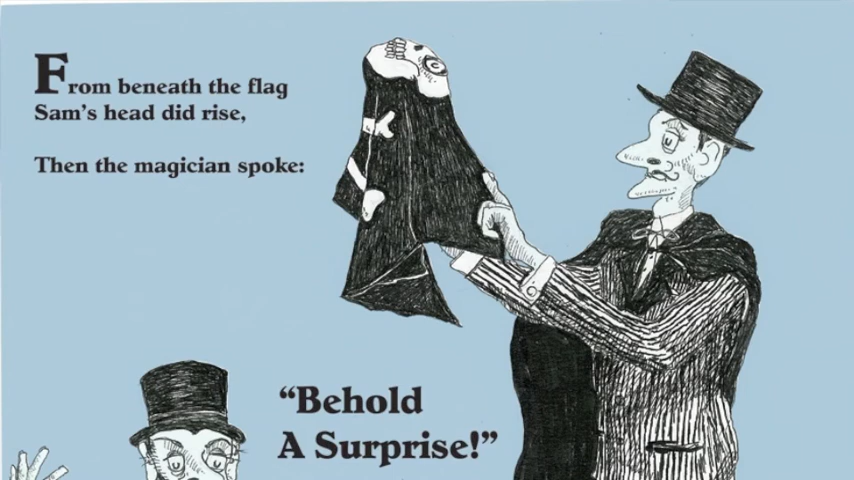 From beneath the flag
Sam's head did rise,
Then the magician spoke:
“Behold
A Surprise!”